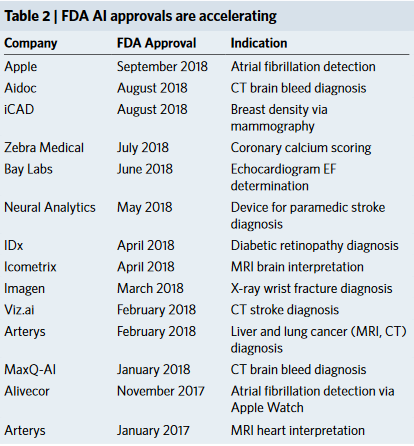 Table 2 | FDA AI approvals are accelerating
Company FDA Approval Indication
Apple September 2018 Atrial fibrillation detection
Aidoc August 2018 CT brain bleed diagnosis
iCAD August 2018 Breast density via
mammography
Zebra Medical July 2018 Coronary calcium scoring
Bay Labs June 2018 Echocardiogram EF
determination
Neural Analytics May 2018 Device for paramedic stroke
diagnosis
IDx April 2018 Diabetic retinopathy diagnosis
Icometrix April 2018 MRI brain interpretation
Imagen March 2018 X-ray wrist fracture diagnosis
Viz.ai February 2018 CT stroke diagnosis
Arterys February 2018 Liver and lung cancer (MRI, CT)
diagnosis
MaxQ-AI January 2018 CT brain bleed diagnosis
Alivecor November 2017 Atrial fibrillation detection via
Apple Watch
Arterys January 2017 MRI heart interpretation